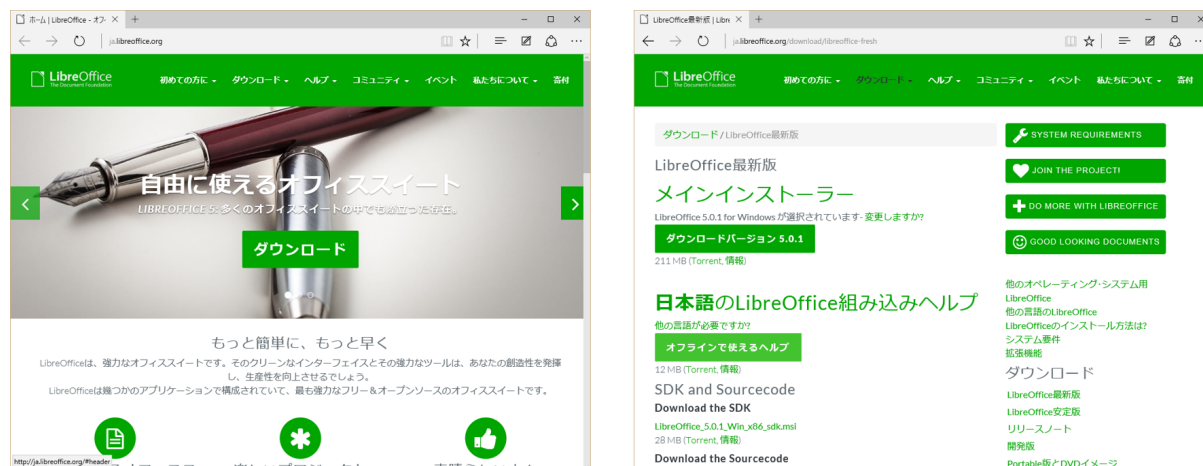 ホーム | LibreOffice - オフ-
ja.libreoffice.org
LibreOffice
The Document Foundation
初めての方に
ダウンロード
ヘルプ
コミュニティ
イベント
私たちについて
寄付
自由に使えるオフィススイート
LIBREOFFICE 5: 多くのオフィススイートの中でも際立った存在。
ダウンロード
もっと簡単に、もっと早く
LibreOfficeは、強力なオフィススイートです。そのクリーンなインターフェイスとその強力なツールは、あなたの創造性を発揮
し、生産性を向上させるでしょう。
LibreOfficeは幾つかのアプリケーションで構成されていて、最も強力なフリー＆オープンソースのオフィススイートです。
http://ja.libreoffice.org/#header
LibreOffice最新版 | Libre
ja.libreoffice.org/download/libreoffice-fresh
LibreOffice
The Document Foundation
初めての方に
ダウンロード
ヘルプ
コミュニティ
イベント
私たちについて
寄付
ダウンロード / LibreOffice最新版
LibreOffice最新版
メインインストーラー
LibreOffice 5.0.1 for Windows が選択されています- 変更しますか?
ダウンロードバージョン 5.0.1
211 MB (Torrent, 情報)
日本語のLibreOffice組み込みヘルプ
他の言語が必要ですか?
オフラインで使えるヘルプ
12 MB (Torrent, 情報)
SDK and Sourcecode
Download the SDK
LibreOffice_5.0.1_Win_x86_sdk.msi
28 MB (Torrent, 情報)
Download the Sourcecode
SYSTEM REQUIREMENTS
JOIN THE PROJECT!
DO MORE WITH LIBREOFFICE
GOOD LOOKING DOCUMENTS
他のオペレーティング·システム用
LibreOffice
他の言語のLibreOffice
LibreOfficeのインストール方法は?
システム要件
拡張機能
ダウンロード
LibreOffice最新版
LibreOffice安定版
リリースノート
開発版
Portable版とDVDイメージ